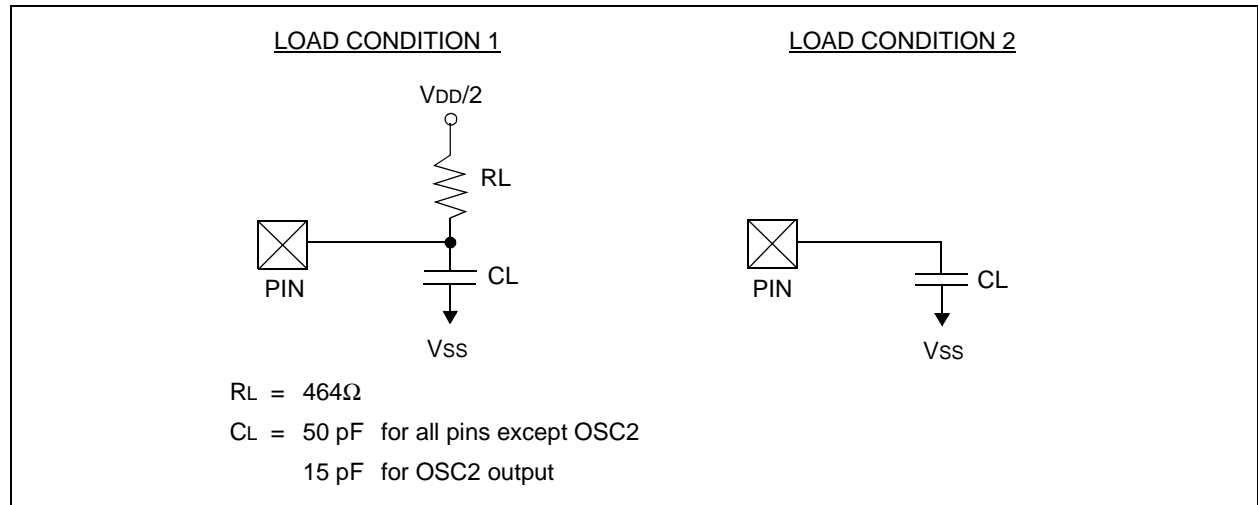 LOAD CONDITION 1
VDD/2
RL
PIN
CL
VSS
LOAD CONDITION 2
PIN
CL
VSS
RL = 464Ω
CL = 50 pF for all pins except OSC2
15 pF for OSC2 output